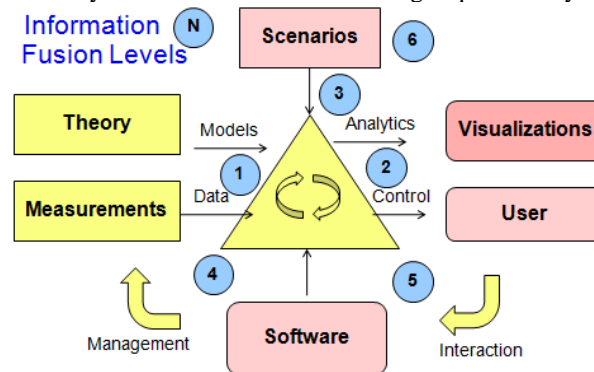 Information N
Fusion Levels
Scenarios
6
3
Theory
Models
Analytics
Visualizations
1
2
Measurements
Data
Control
User
4
5
Software
Management
Interaction